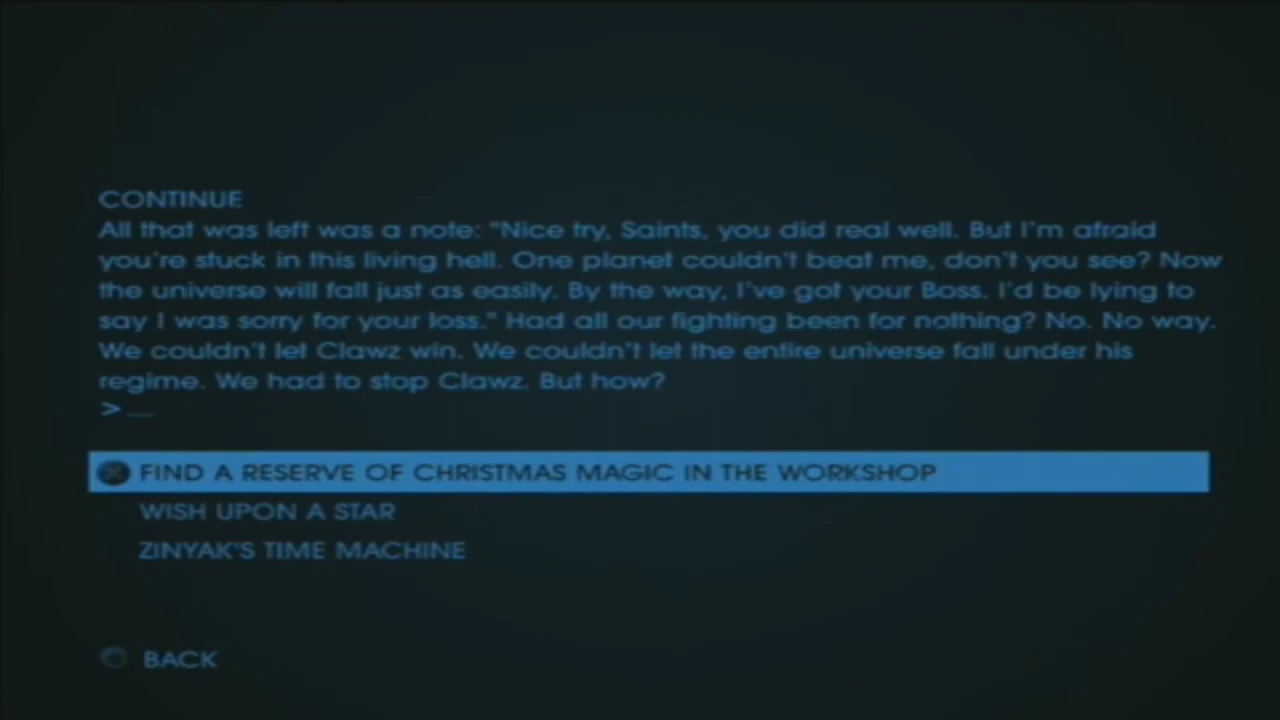 CONTINUE
All that was left was a note: "Nice try, Saints, you did real well. But I'm afraid
you're stuck in this living hell. One planet couldn't beat me, don't you see? Now
the universe will fall just as easily. By the way, I've got your Boss. I'd be lying to
say I was sorry for your loss." Had all our fighting been for nothing? No. No way.
We couldn't let Clawz win. We couldn't let the entire universe fall under his
regime. We had to stop Clawz. But how?
>__
FIND A RESERVE OF CHRISTMAS MAGIC IN THE WORKSHOP
WISH UPON A STAR
ZINYAK'S TIME MACHINE
BACK